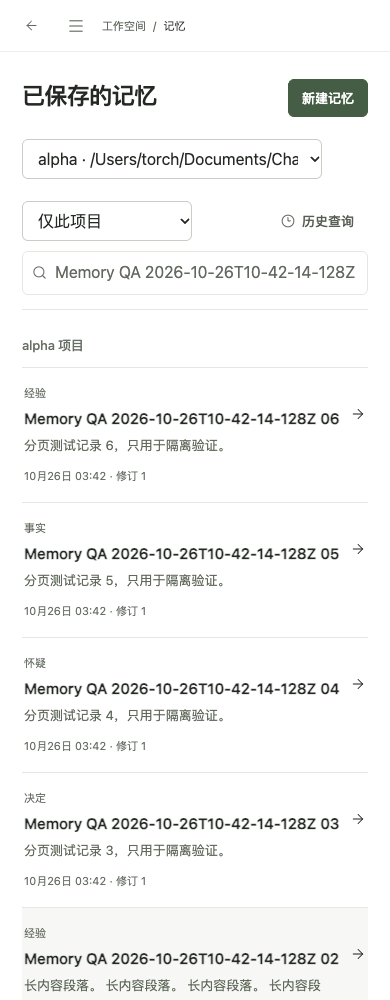 工作空间 / 记忆
已保存的记忆
新建记忆
alpha · /Users/torch/Documents/Cha
仅此项目
历史查询
Memory QA 2026-10-26T10-42-14-128Z
alpha 项目
经验
Memory QA 2026-10-26T10-42-14-128Z 06
分页测试记录 6，只用于隔离验证。
10月26日 03:42 · 修订 1
事实
Memory QA 2026-10-26T10-42-14-128Z 05
分页测试记录 5，只用于隔离验证。
10月26日 03:42 · 修订 1
怀疑
Memory QA 2026-10-26T10-42-14-128Z 04
分页测试记录 4，只用于隔离验证。
10月26日 03:42 · 修订 1
决定
Memory QA 2026-10-26T10-42-14-128Z 03
分页测试记录 3，只用于隔离验证。
10月26日 03:42 · 修订 1
经验
Memory QA 2026-10-26T10-42-14-128Z 02
长内容段落。 长内容段落。 长内容段落。 长内容段